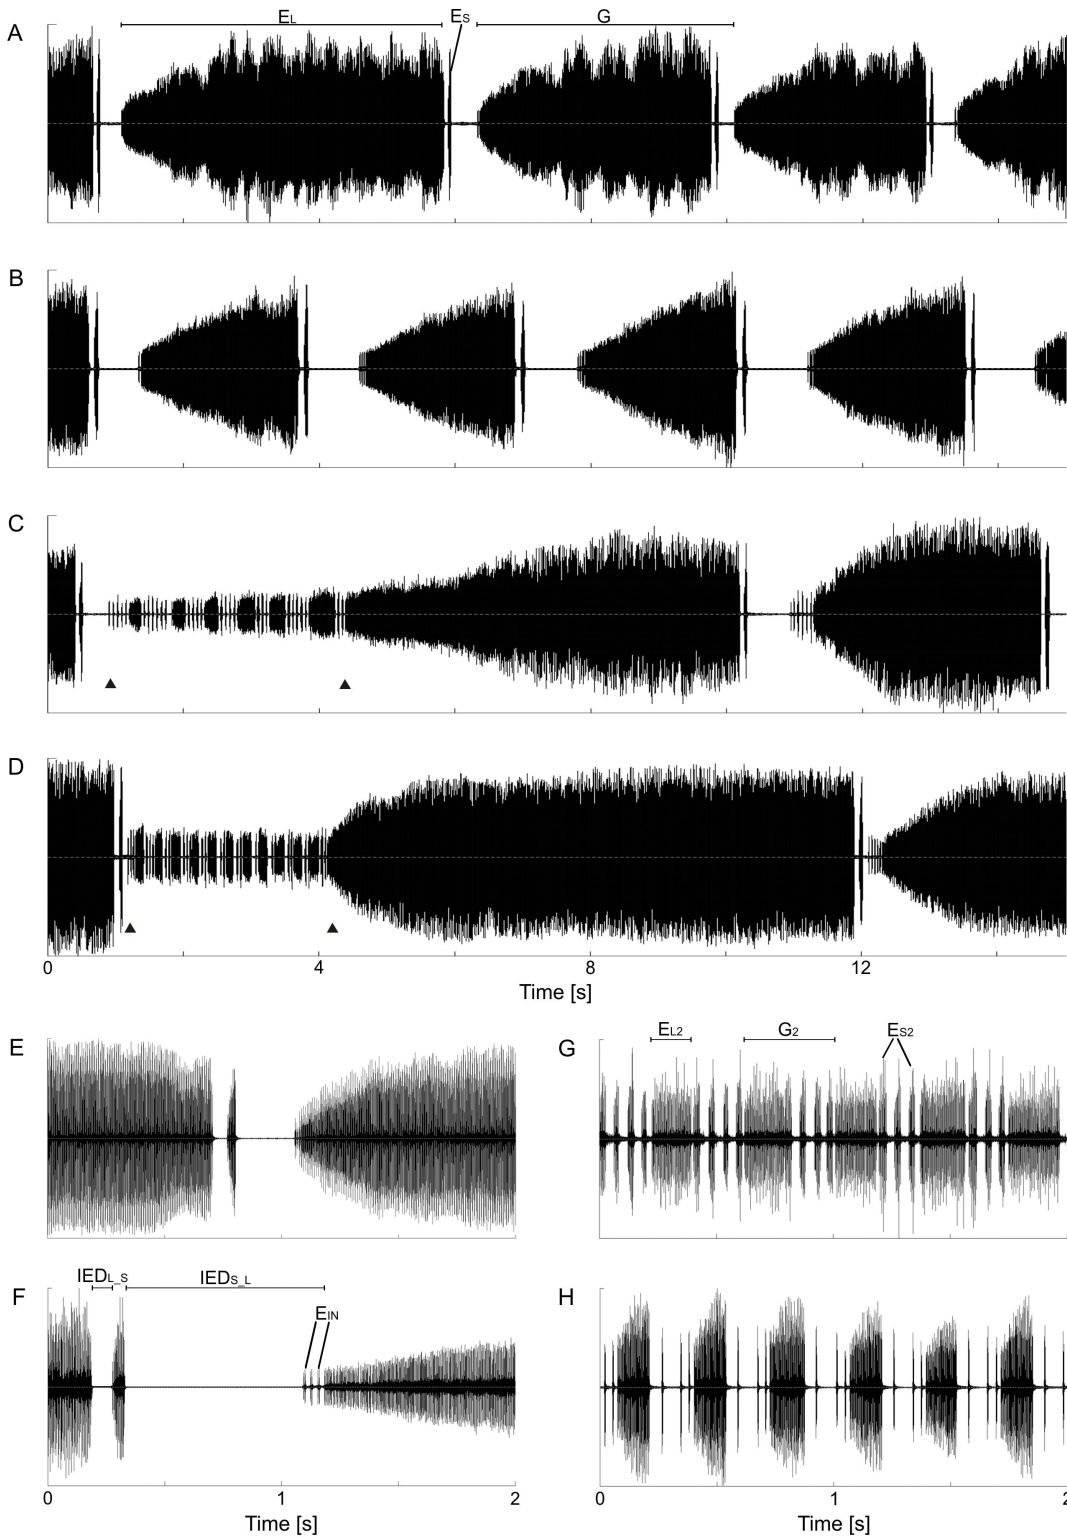 A EL ES G
B
C
D
0 4 8 12
Time [s]
E G EL2 G2 ES2
F IEDL_S IEDS_L EIN H
0 1 2 0 1 2
Time [s] Time [s]